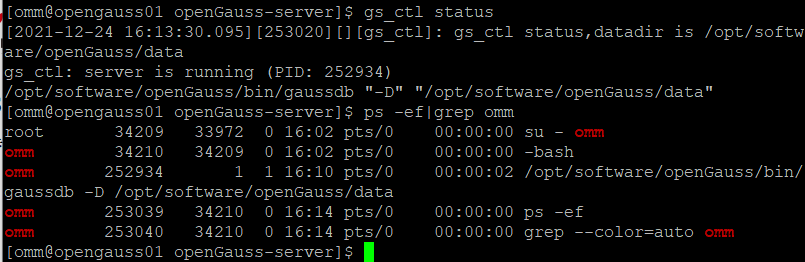 [omm@opengauss01 openGauss-server]$ gs_ctl status
[2021-12-24 16:13:30.095][253020][][gs_ctl]: gs_ctl status,datadir is /opt/softw
are/openGauss/data
gs_ctl: server is running (PID: 252934)
/opt/software/openGauss/bin/gaussdb "-D" "/opt/software/openGauss/data"
[omm@opengauss01 openGauss-server]$ ps -ef|grep omm
root      34209  33972  0 16:02 pts/0    00:00:00 su - omm
omm       34210  34209  0 16:02 pts/0    00:00:00 -bash
omm      252934      1  1 16:10 pts/0    00:00:02 /opt/software/openGauss/bin/
gaussdb -D /opt/software/openGauss/data
omm      253039  34210  0 16:14 pts/0    00:00:00 ps -ef
omm      253040  34210  0 16:14 pts/0    00:00:00 grep --color=auto omm
[omm@opengauss01 openGauss-server]$